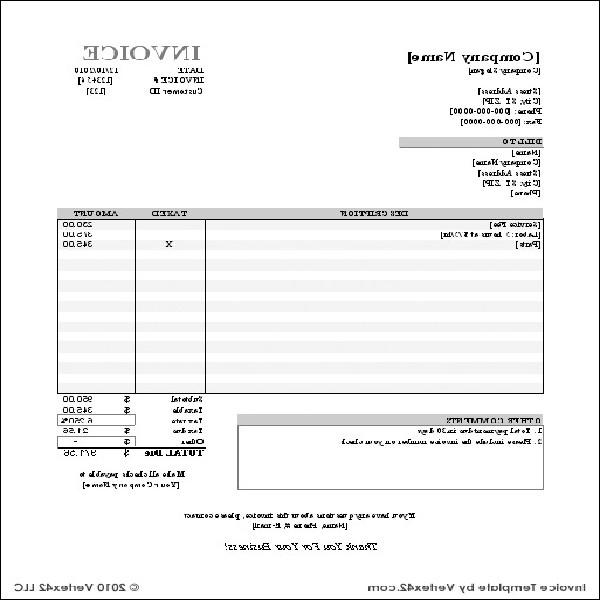 [Company Name] INVOICE
[Company Slogan] DATE 12/10/2010
INVOICE # [123434]
[Street Address] Customer ID [123]
[City, ST ZIP]
Phone: [000-000-0000]
Fax: [000-000-0000]
BILL TO
[Name]
[Company Name]
[Street Address]
[City, ST ZIP]
[Phone]
DESCRIPTION TAXED AMOUNT
[Service Fee] 230.00
[Labor: 5 hours at $75/hr] 375.00
[Parts] X 345.00
Subtotal $ 950.00
Taxable 345.00
OTHER COMMENTS Tax rate 6.250%
1. Total payment due in 30 days Tax due $ 21.56
2. Please include the invoice number on your check Other $ -
TOTAL Due $ 971.56
Make all checks payable to
[Your Company Name]
If you have any questions about this invoice, please contact
[Name, Phone #, E-mail]
Thank You For Your Business!
Invoice Template by Vertex42.com © 2010 Vertex42 LLC